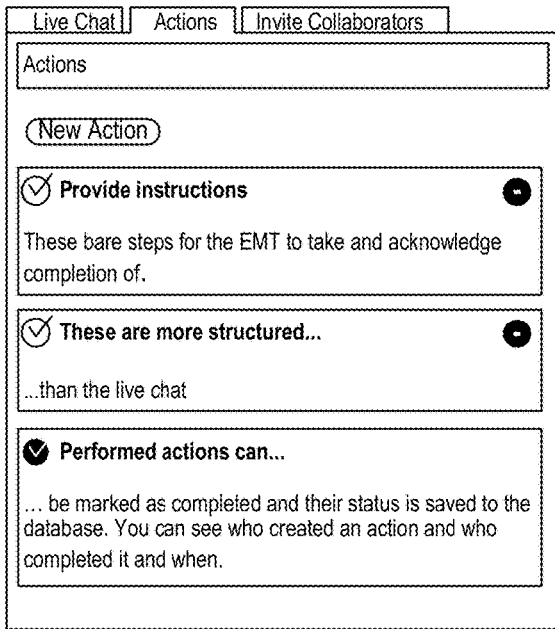 Live Chat Actions Invite Collaborators
Actions
New Action
Provide instructions
These bare steps for the EMT to take and acknowledge
completion of.
These are more structured...
...than the live chat
Performed actions can...
... be marked as completed and their status is saved to the
database. You can see who created an action and who
completed it and when.